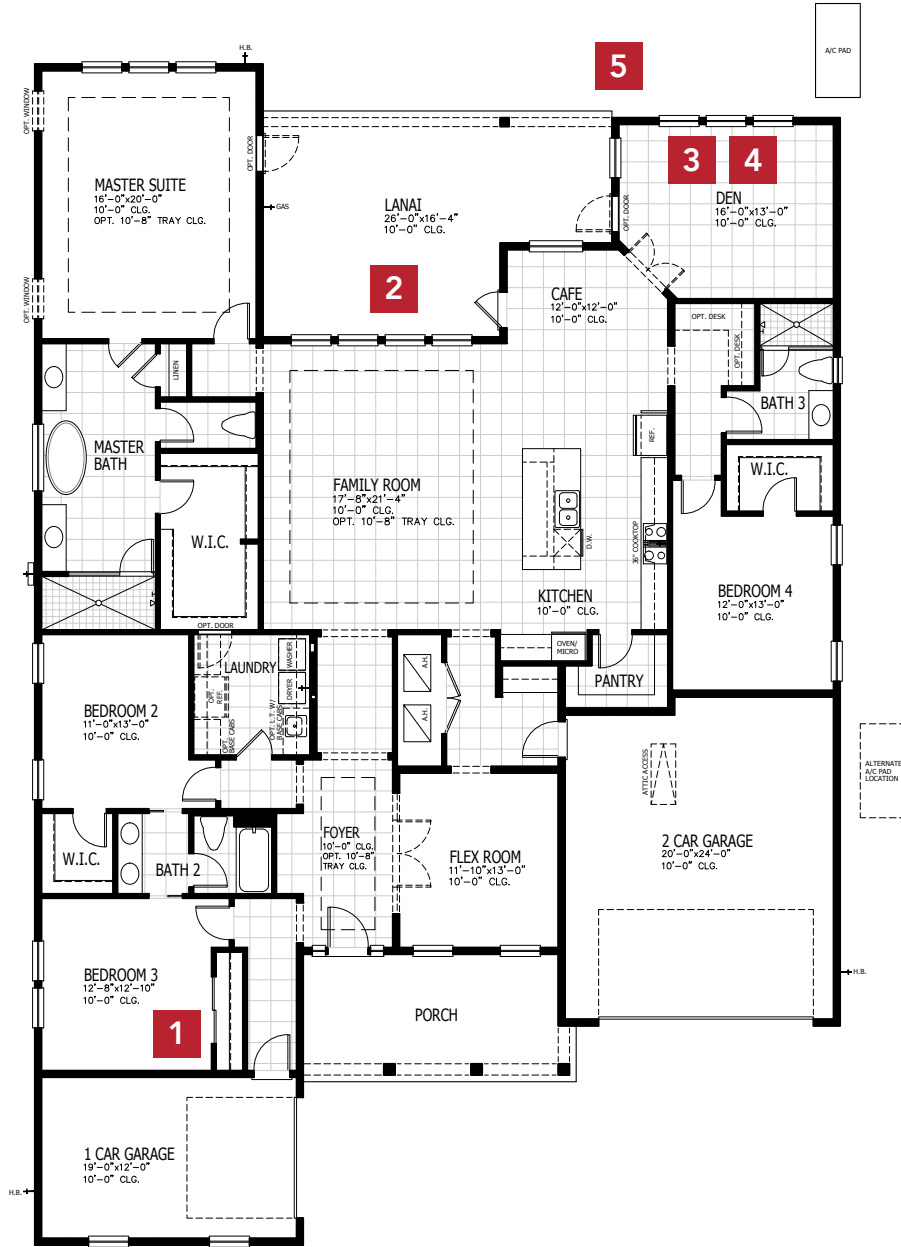 H.B.
A/C PAD
5
OPT. WINDOW
MASTER SUITE
16'-0"x20'-0"
10'-0" CLG.
OPT. 10'-8" TRAY CLG.
OPT. DOOR
GAS
LANAI
26'-0"x16'-4"
10'-0" CLG.
2
3
4
DEN
16'-0"x13'-0"
10'-0" CLG.
OPT. DOOR
OPT. WINDOW
CAFE
12'-0"x12'-0"
10'-0" CLG.
OPT. DESK
OPT. DESK
BATH 3
LINEN
MASTER
BATH
W.I.C.
OPT. DOOR
FAMILY ROOM
17'-8"x21'-4"
10'-0" CLG.
OPT. 10'-8" TRAY CLG.
REF.
D.W.
36" COOKTOP
KITCHEN
10'-0" CLG.
OVEN/
MICRO
PANTRY
W.I.C.
BEDROOM 4
12'-0"x13'-0"
10'-0" CLG.
BEDROOM 2
11'-0"x13'-0"
10'-0" CLG.
LAUNDRY
WASHER
DRYER
OPT.
REF.
OPT.
BASE CABS
OPT L.T. W/
BASE CABS
A.H.
A.H.
ATTIC ACCESS
ALTERNATE
A/C PAD
LOCATION
2 CAR GARAGE
20'-0"x24'-0"
10'-0" CLG.
H.B.
W.I.C.
BATH 2
FOYER
10'-0" CLG.
OPT. 10'-8"
TRAY CLG.
FLEX ROOM
11'-10"x13'-0"
10'-0" CLG.
BEDROOM 3
12'-8"x12'-10"
10'-0" CLG.
1
PORCH
1 CAR GARAGE
19'-0"x12'-0"
10'-0" CLG.
H.B.